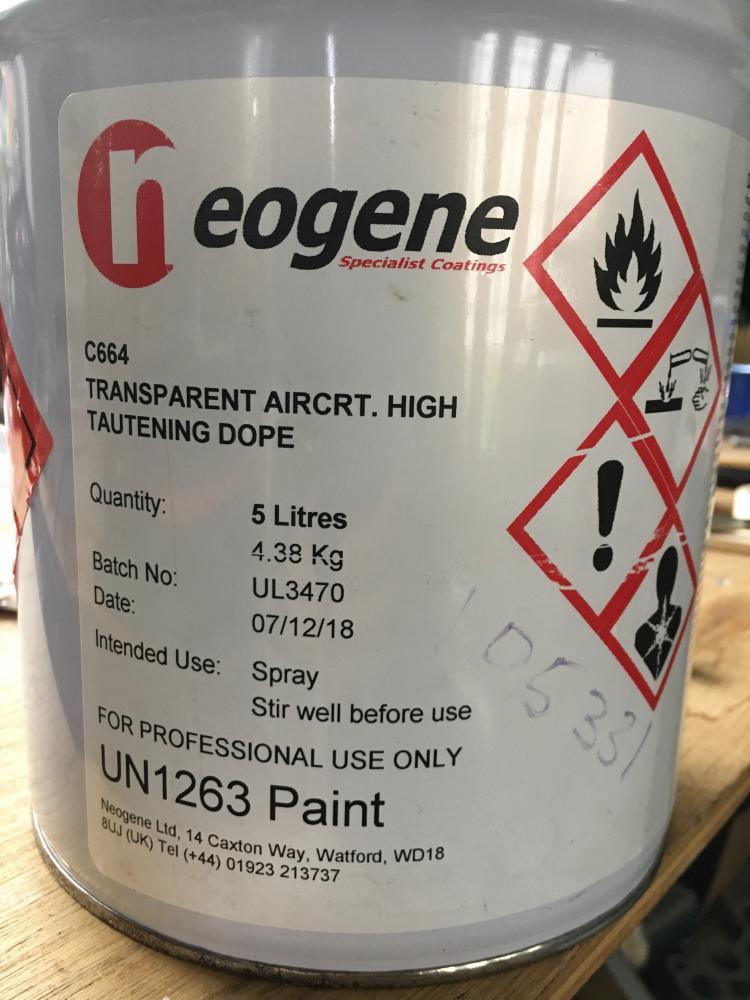 neogene
Specialist Coatings
C664
TRANSPARENT AIRCRT. HIGH
TAUTENING DOPE
Quantity: 5 Litres
4.38 Kg
Batch No: UL3470
Date: 07/12/18
Intended Use: Spray
Stir well before use
FOR PROFESSIONAL USE ONLY
UN1263 Paint
Neogene Ltd, 14 Caxton Way, Watford, WD18
8UJ (UK) Tel (+44) 01923 213737
105331